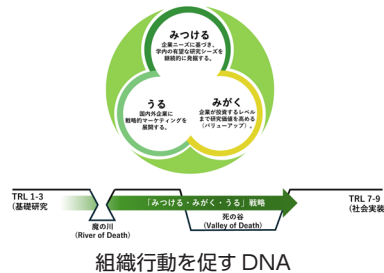 みつける
企業ニーズに基づき、
学内の有望な研究シーズを
継続的に発掘する。
うる
国内外企業に
戦略的マーケティングを
展開する。
みがく
企業が投資するレベル
まで研究価値を高める
（バリューアップ）。
TRL 1-3
(基礎研究
「みつける・みがく・うる」戦略
TRL 7-9
(社会実装
魔の川
(River of Death)
死の谷
(Valley of Death)
組織行動を促す DNA